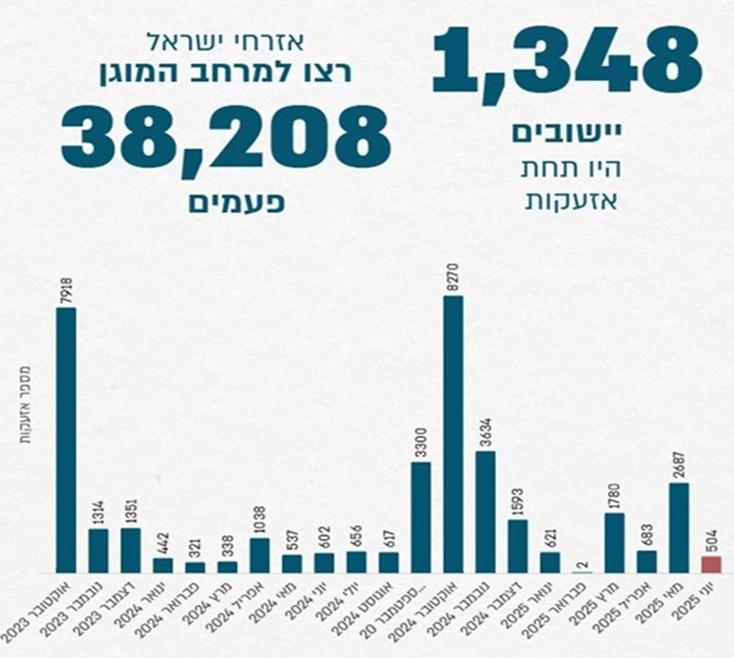 1,348
יישובים
היו תחת
אזעקות
אזרחי ישראל
רצו למרחב המוגן
38,208
פעמים
מספר אזעקות
7918
1314
1351
442
321
338
1038
537
602
656
617
3300
8270
3634
1593
621
2
1780
683
2687
504
אוקטובר 2023
נובמבר 2023
דצמבר 2023
ינואר 2024
פברואר 2024
מרץ 2024
אפריל 2024
מאי 2024
יוני 2024
יולי 2024
אוגוסט 2024
ספטמבר 20...
אוקטובר 2024
נובמבר 2024
דצמבר 2024
ינואר 2025
פברואר 2025
מרץ 2025
אפריל 2025
מאי 2025
יוני 2025